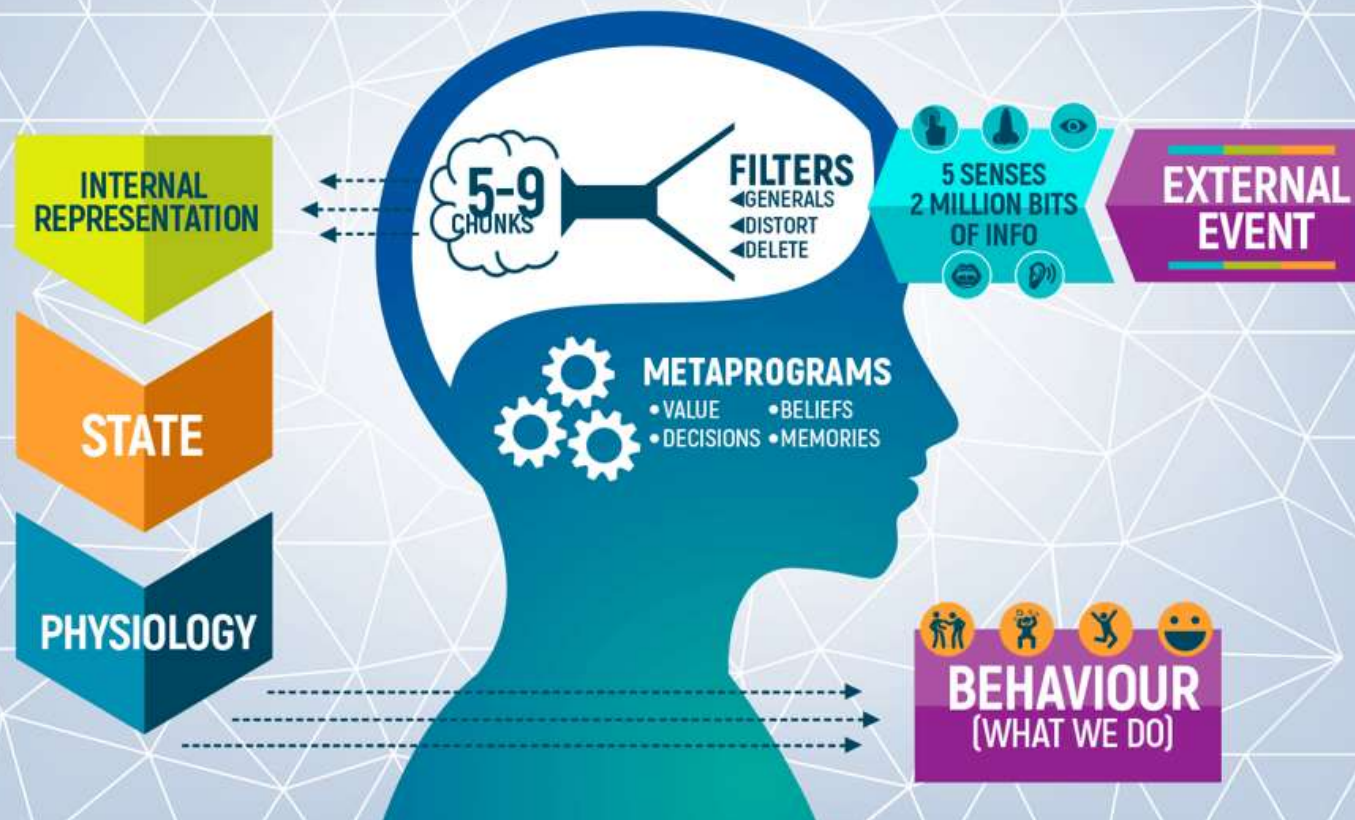 INTERNAL
REPRESENTATION
STATE
PHYSIOLOGY
5-9
CHUNKS
FILTERS
GENERALS
DISTORT
DELETE
5 SENSES
2 MILLION BITS
OF INFO
EXTERNAL
EVENT
METAPROGRAMS
•VALUE •BELIEFS
•DECISIONS •MEMORIES
BEHAVIOUR
(WHAT WE DO)